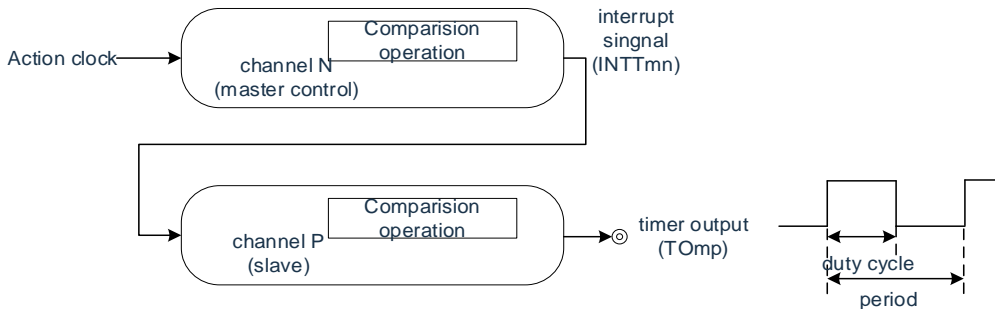 Comparision
operation
interrupt
singnal
(INTTmn)
Action clock
channel N
(master control)
Comparision
operation
channel P
(slave)
timer output
(TOmp)
duty cycle
period